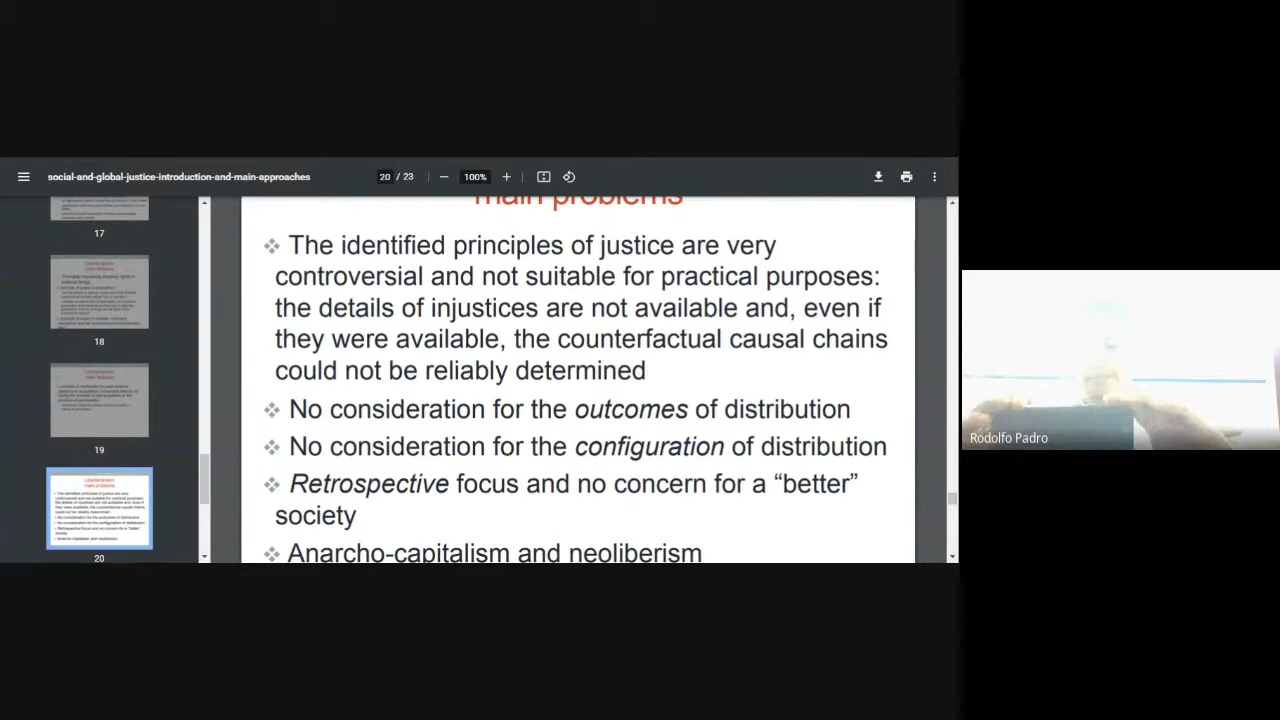 social-and-global-justice-introduction-and-main-approaches
20 / 23
100%
17
18
19
20
main problems
The identified principles of justice are very
controversial and not suitable for practical purposes:
the details of injustices are not available and, even if
they were available, the counterfactual causal chains
could not be reliably determined
No consideration for the outcomes of distribution
No consideration for the configuration of distribution
Retrospective focus and no concern for a “better”
society
Anarcho-capitalism and neoliberism
Rodolfo Padro